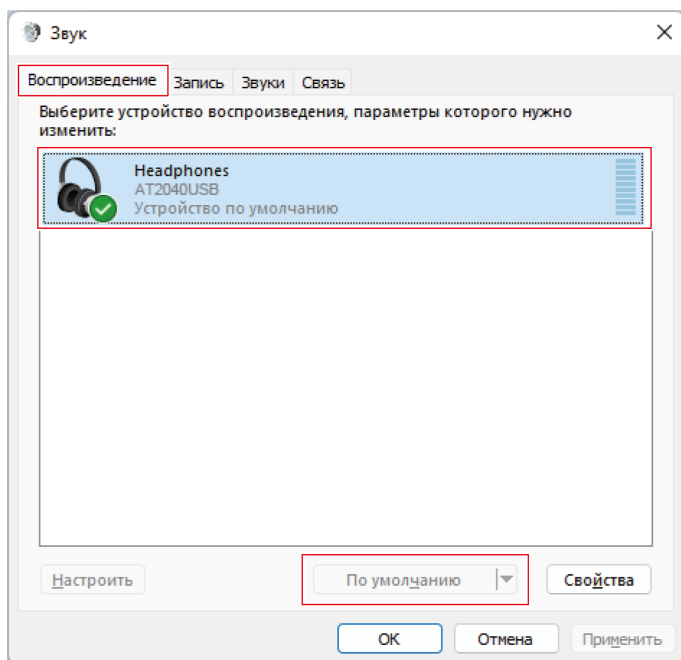 Звук
Воспроизведение Запись Звуки Связь
Выберите устройство воспроизведения, параметры которого нужно
изменить:
Headphones
AT2040USB
Устройство по умолчанию
Настроить По умолчанию Свойства
ОК Отмена Применить